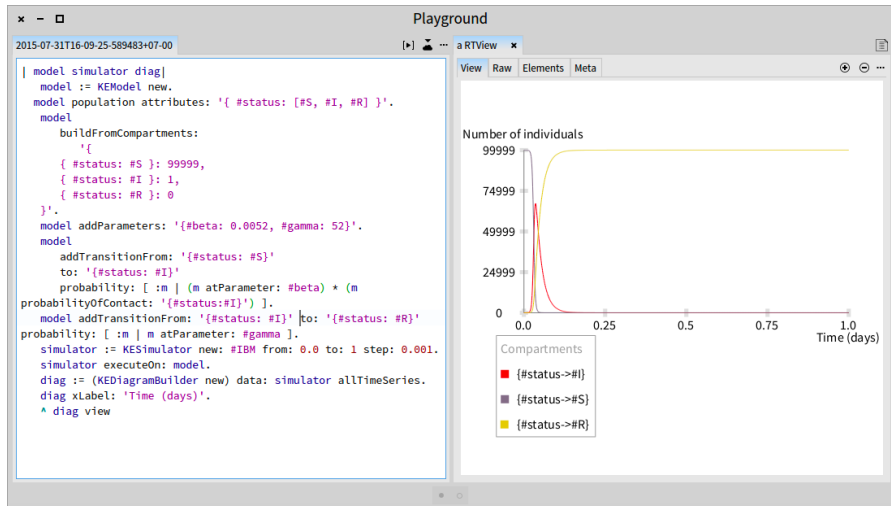 Playground
2015-07-31T16-09-25-589483+07-00
| model simulator diag|
model := KEModel new.
model population attributes: '{ #status: [#S, #I, #R] }'.
model
buildFromCompartments:
'{
{ #status: #S }: 99999,
{ #status: #I }: 1,
{ #status: #R }: 0
}'.
model addParameters: '{#beta: 0.0052, #gamma: 52}'.
model
addTransitionFrom: '{#status: #S}'
to: '{#status: #I}'
probability: [ :m | (m atParameter: #beta) * (m
probabilityOfContact: '{#status:#I}') ].
model addTransitionFrom: '{#status: #I}' to: '{#status: #R}'
probability: [ :m | m atParameter: #gamma ].
simulator := KESimulator new: #IBM from: 0.0 to: 1 step: 0.001.
simulator executeOn: model.
diag := (KEDiagramBuilder new) data: simulator allTimeSeries.
diag xLabel: 'Time (days)'.
^ diag view
a RTView
View Raw Elements Meta
Number of individuals
99999
74999
49999
24999
0
0.0 0.25 0.5 0.75 1.0
Time (days)
Compartments
{#status->#I}
{#status->#S}
{#status->#R}